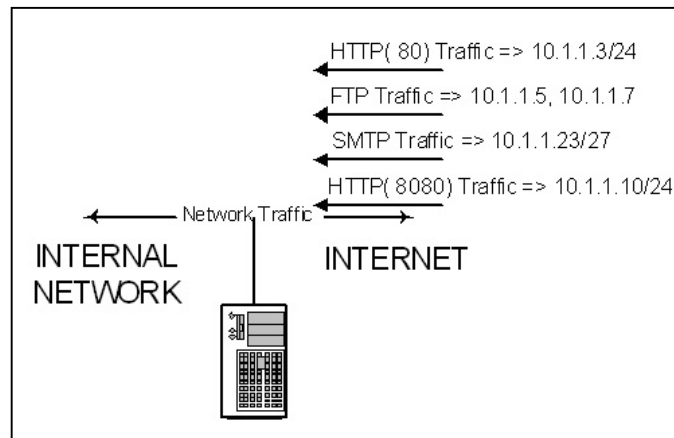 HTTP( 80) Traffic => 10.1.1.3/24
FTP Traffic => 10.1.1.5, 10.1.1.7
SMTP Traffic => 10.1.1.23/27
HTTP( 8080) Traffic => 10.1.1.10/24
Network Traffic
INTERNAL
NETWORK
INTERNET